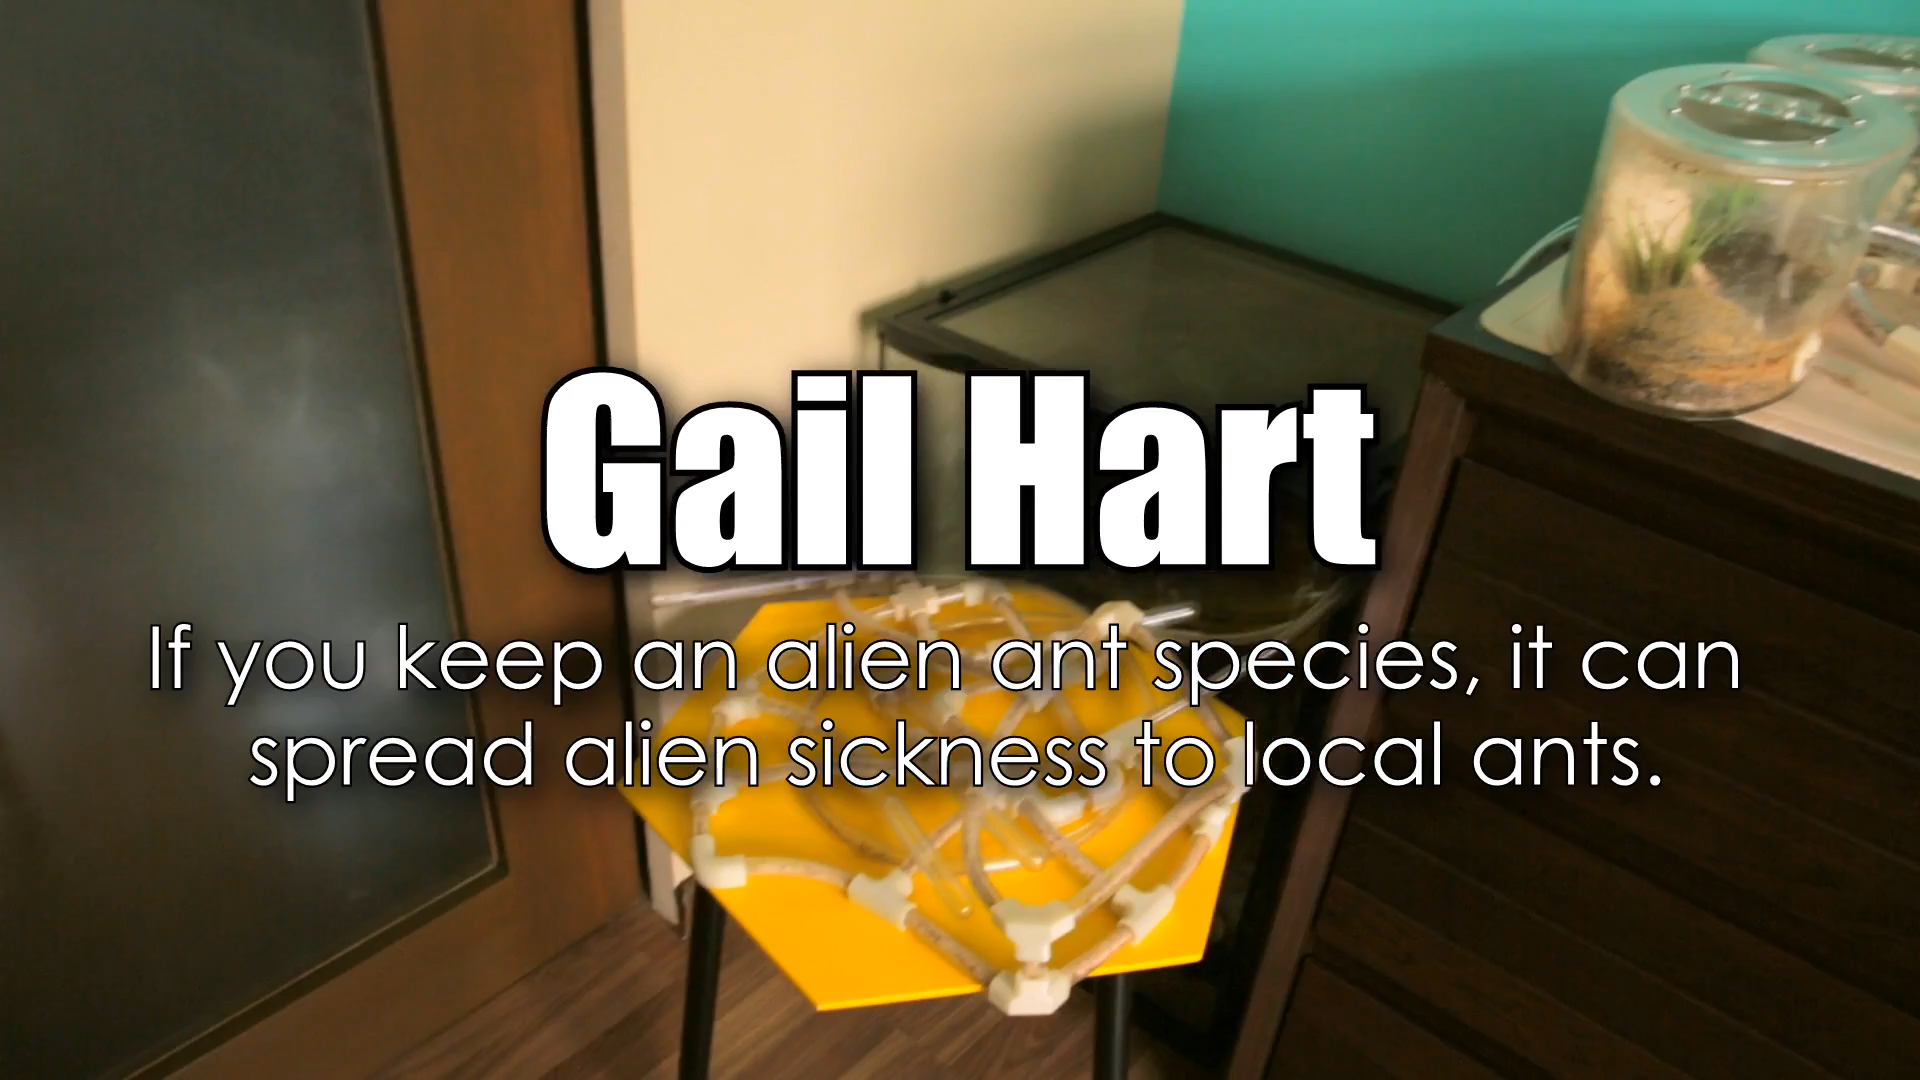 Gail Hart
If you keep an alien ant species, it can
spread alien sickness to local ants.